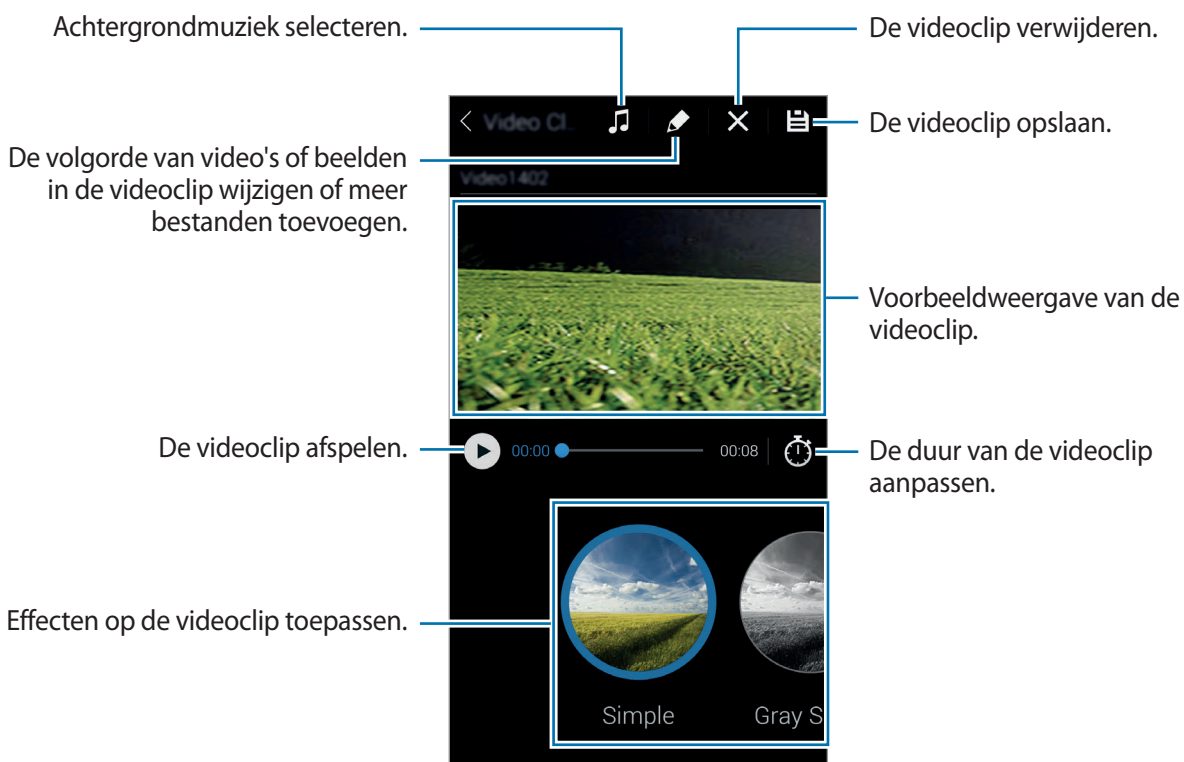 Achtergrondmuziek selecteren.
De videoclip verwijderen.
Video Cl...
De videoclip opslaan.
De volgorde van video's of beelden
in de videoclip wijzigen of meer
bestanden toevoegen.
Video1402
Voorbeeldweergave van de
videoclip.
De videoclip afspelen.
00:00
00:08
De duur van de videoclip
aanpassen.
Effecten op de videoclip toepassen.
Simple
Gray S